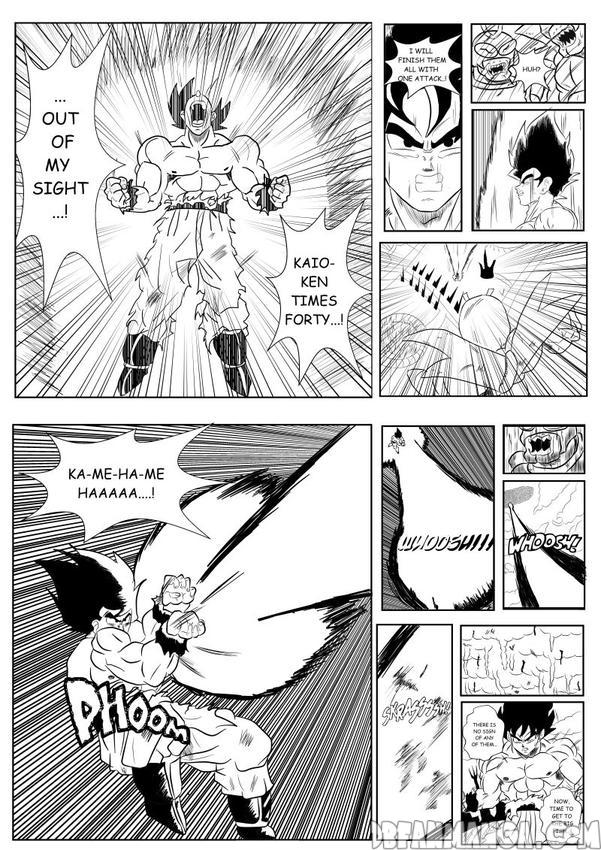 HUH?
I WILL
FINISH THEM
ALL WITH
ONE ATTACK..!
KAIO-
KEN
TIMES
FORTY...!
...
OUT
OF
MY
SIGHT
...!
WHOOSH!
WHOOSH!!!
KA-ME-HA-ME
HAAAAA....!
PHOOM
THERE IS
NO SIGN
OF ANY
OF
THEM..
NOW,
TIME TO
GET TO
THE BIG
DBFANMANGA.COM